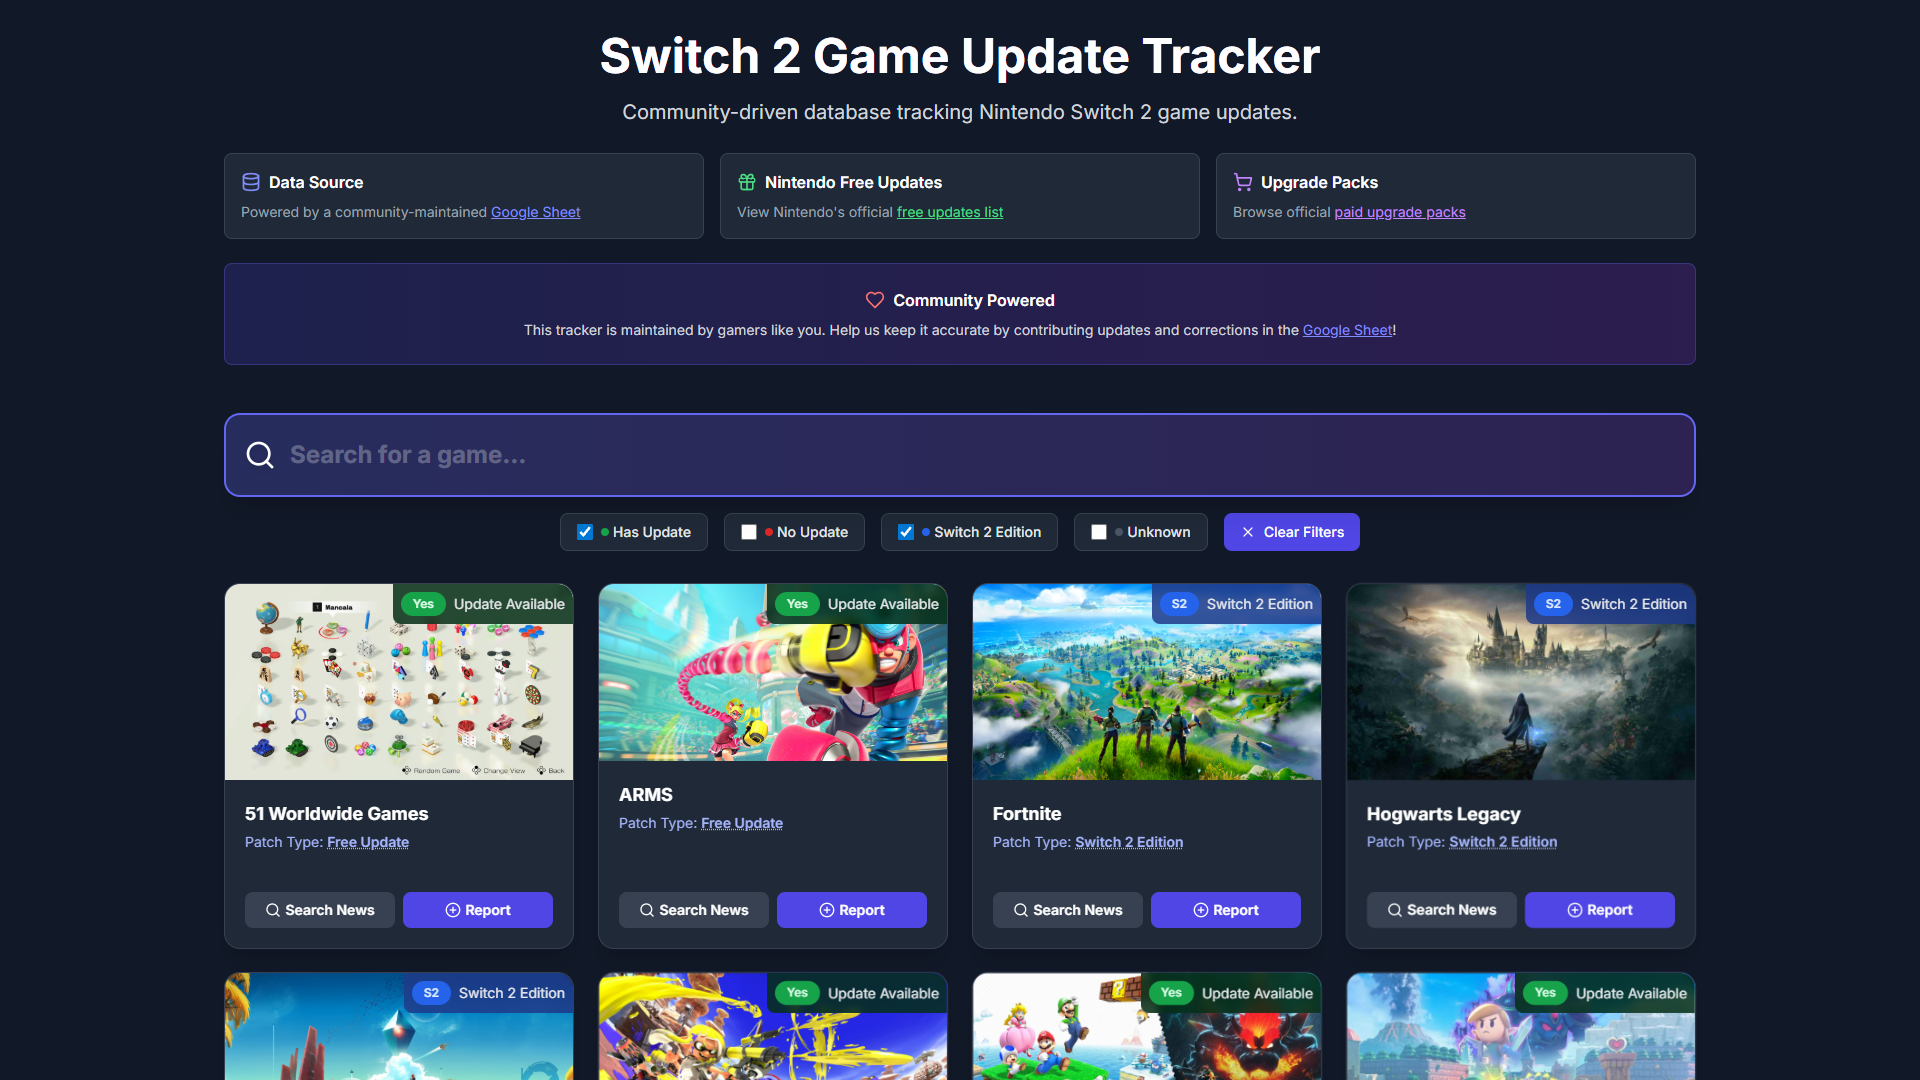 Switch 2 Game Update Tracker
Community-driven database tracking Nintendo Switch 2 game updates.
Data Source
Powered by a community-maintained Google Sheet
Nintendo Free Updates
View Nintendo's official free updates list
Upgrade Packs
Browse official paid upgrade packs
Community Powered
This tracker is maintained by gamers like you. Help us keep it accurate by contributing updates and corrections in the Google Sheet!
Search for a game...
Has Update
No Update
Switch 2 Edition
Unknown
Clear Filters
1 Mancala
Yes Update Available
Random Game Change View Back
51 Worldwide Games
Patch Type: Free Update
Search News
Report
Yes Update Available
2
ARMS
Patch Type: Free Update
Search News
Report
S2 Switch 2 Edition
Fortnite
Patch Type: Switch 2 Edition
Search News
Report
S2 Switch 2 Edition
Hogwarts Legacy
Patch Type: Switch 2 Edition
Search News
Report
S2 Switch 2 Edition
Yes Update Available
?
Yes Update Available
Yes Update Available